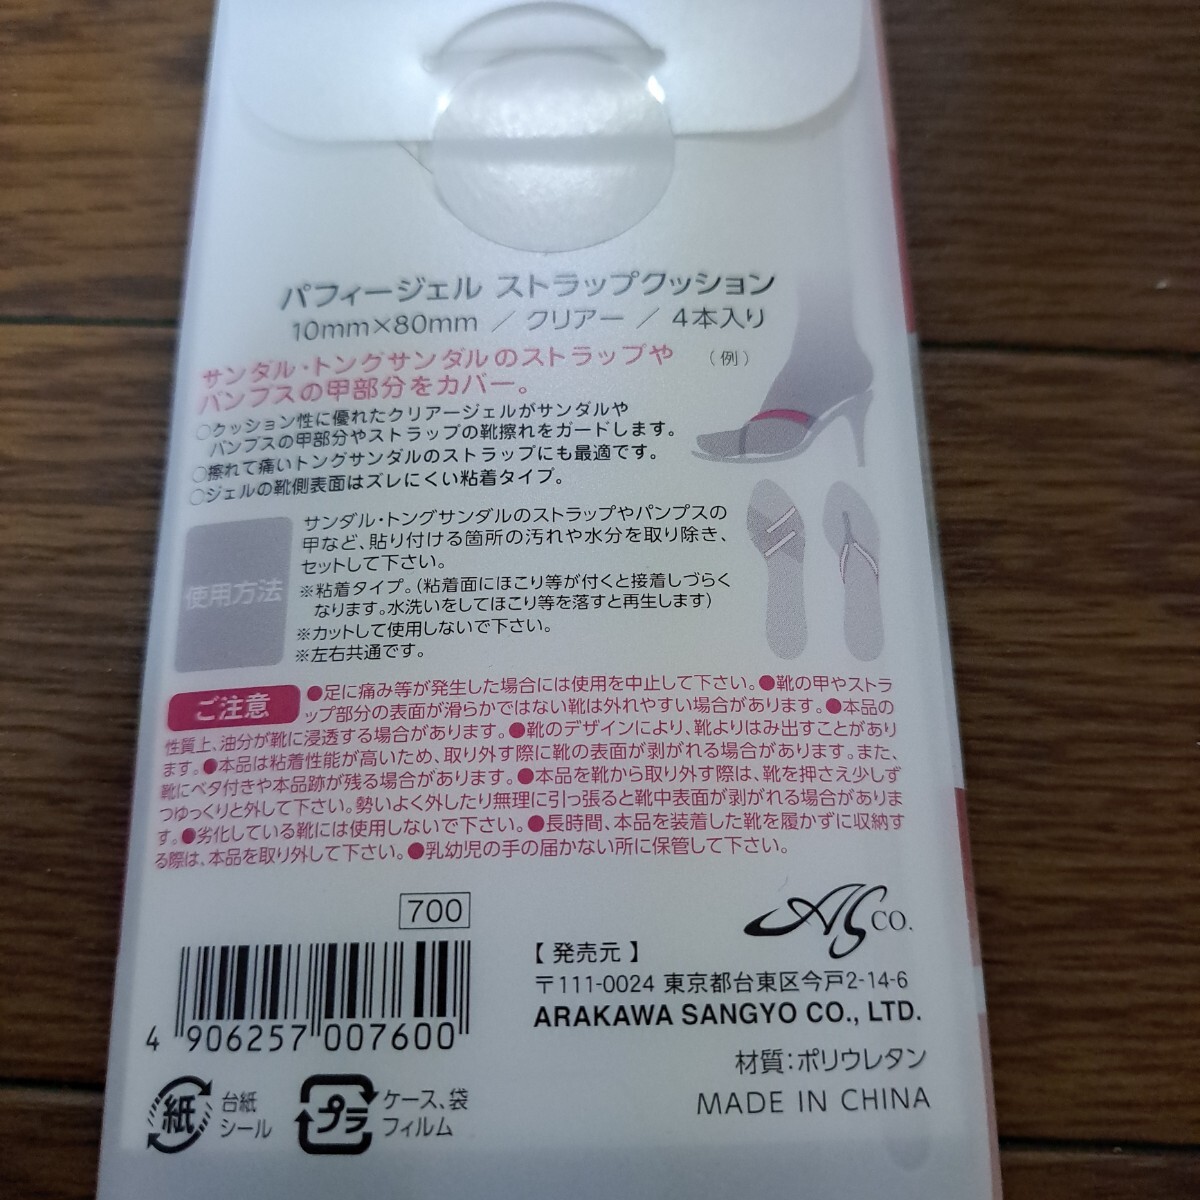 パフィージェル ストラップクッション
10mm×80mm ／ クリアー ／ 4本入り
サンダル・トングサンダルのストラップや
パンプスの甲部分をカバー。
（例）
○クッション性に優れたクリアージェルがサンダルや
パンプスの甲部分やストラップの靴擦れをガードします。
○擦れて痛いトングサンダルのストラップにも最適です。
○ジェルの靴側表面はズレにくい粘着タイプ。
使用方法
サンダル・トングサンダルのストラップやパンプスの
甲など、貼り付ける箇所の汚れや水分を取り除き、
セットして下さい。
※粘着タイプ。（粘着面にほこり等が付くと接着しづらく
なります。水洗いをしてほこり等を落すと再生します）
※カットして使用しないで下さい。
※左右共通です。
ご注意
●足に痛み等が発生した場合には使用を中止して下さい。●靴の甲やストラ
ップ部分の表面が滑らかではない靴は外れやすい場合があります。●本品の
性質上、油分が靴に浸透する場合があります。●靴のデザインにより、靴よりはみ出すことがあり
ます。●本品は粘着性能が高いため、取り外す際に靴の表面が剥がれる場合があります。また、
靴にベタ付きや本品跡が残る場合があります。●本品を靴から取り外す際は、靴を押さえ少しず
つゆっくりと外して下さい。勢いよく外したり無理に引っ張ると靴中表面が剥がれる場合がありま
す。●劣化している靴には使用しないで下さい。●長時間、本品を装着した靴を履かずに収納す
る際は、本品を取り外して下さい。●乳幼児の手の届かない所に保管して下さい。
700
AS CO.
【 発売元 】
〒111-0024 東京都台東区今戸2-14-6
ARAKAWA SANGYO CO., LTD.
4 906257 007600
材質：ポリウレタン
MADE IN CHINA
紙
台紙
シール
プラ
ケース、袋
フィルム